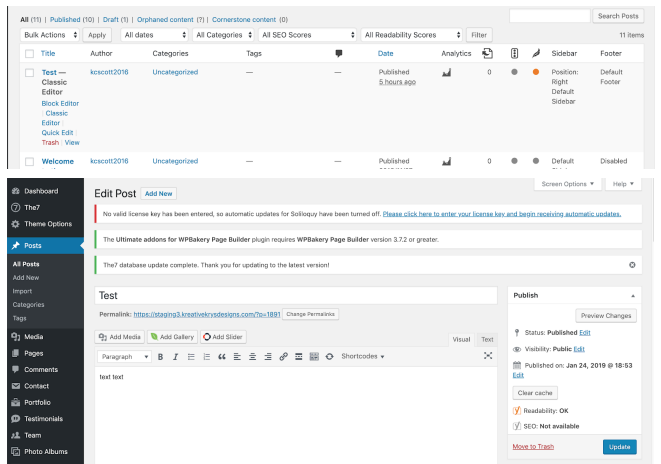 All (11) | Published (10) | Draft (1) | Orphaned content (7) | Cornerstone content (0)
Search Posts
Bulk Actions Apply All dates All Categories All SEO Scores All Readability Scores Filter 11 items
Title Author Categories Tags Date Analytics Sidebar Footer
Test — kcscott2016 Uncategorized — — Published 0 Position: Default
Classic 5 hours ago Right Footer
Editor Default
Block Editor Sidebar
| Classic
Editor |
Quick Edit |
Trash | View
Welcome kcscott2016 Uncategorized — — Published 0 Default Disabled
Screen Options ▼ Help ▼
Dashboard
The7
Theme Options
Posts
All Posts
Add New
Import
Categories
Tags
Media
Pages
Comments
Contact
Portfolio
Testimonials
Team
Photo Albums
Edit Post Add New
No valid license key has been entered, so automatic updates for Soliloquy have been turned off. Please click here to enter your license key and begin receiving automatic updates.
The Ultimate addons for WPBakery Page Builder plugin requires WPBakery Page Builder version 3.7.2 or greater.
The7 database update complete. Thank you for updating to the latest version!
Test
Permalink: https://staging3.kreativekrysdesigns.com/?p=1891 Change Permalinks
Add Media Add Gallery Add Slider Visual Text
Paragraph B I Shortcodes
text text
Publish
Preview Changes
Status: Published Edit
Visibility: Public Edit
Published on: Jan 24, 2019 @ 18:53
Edit
Clear cache
Readability: OK
SEO: Not available
Move to Trash Update